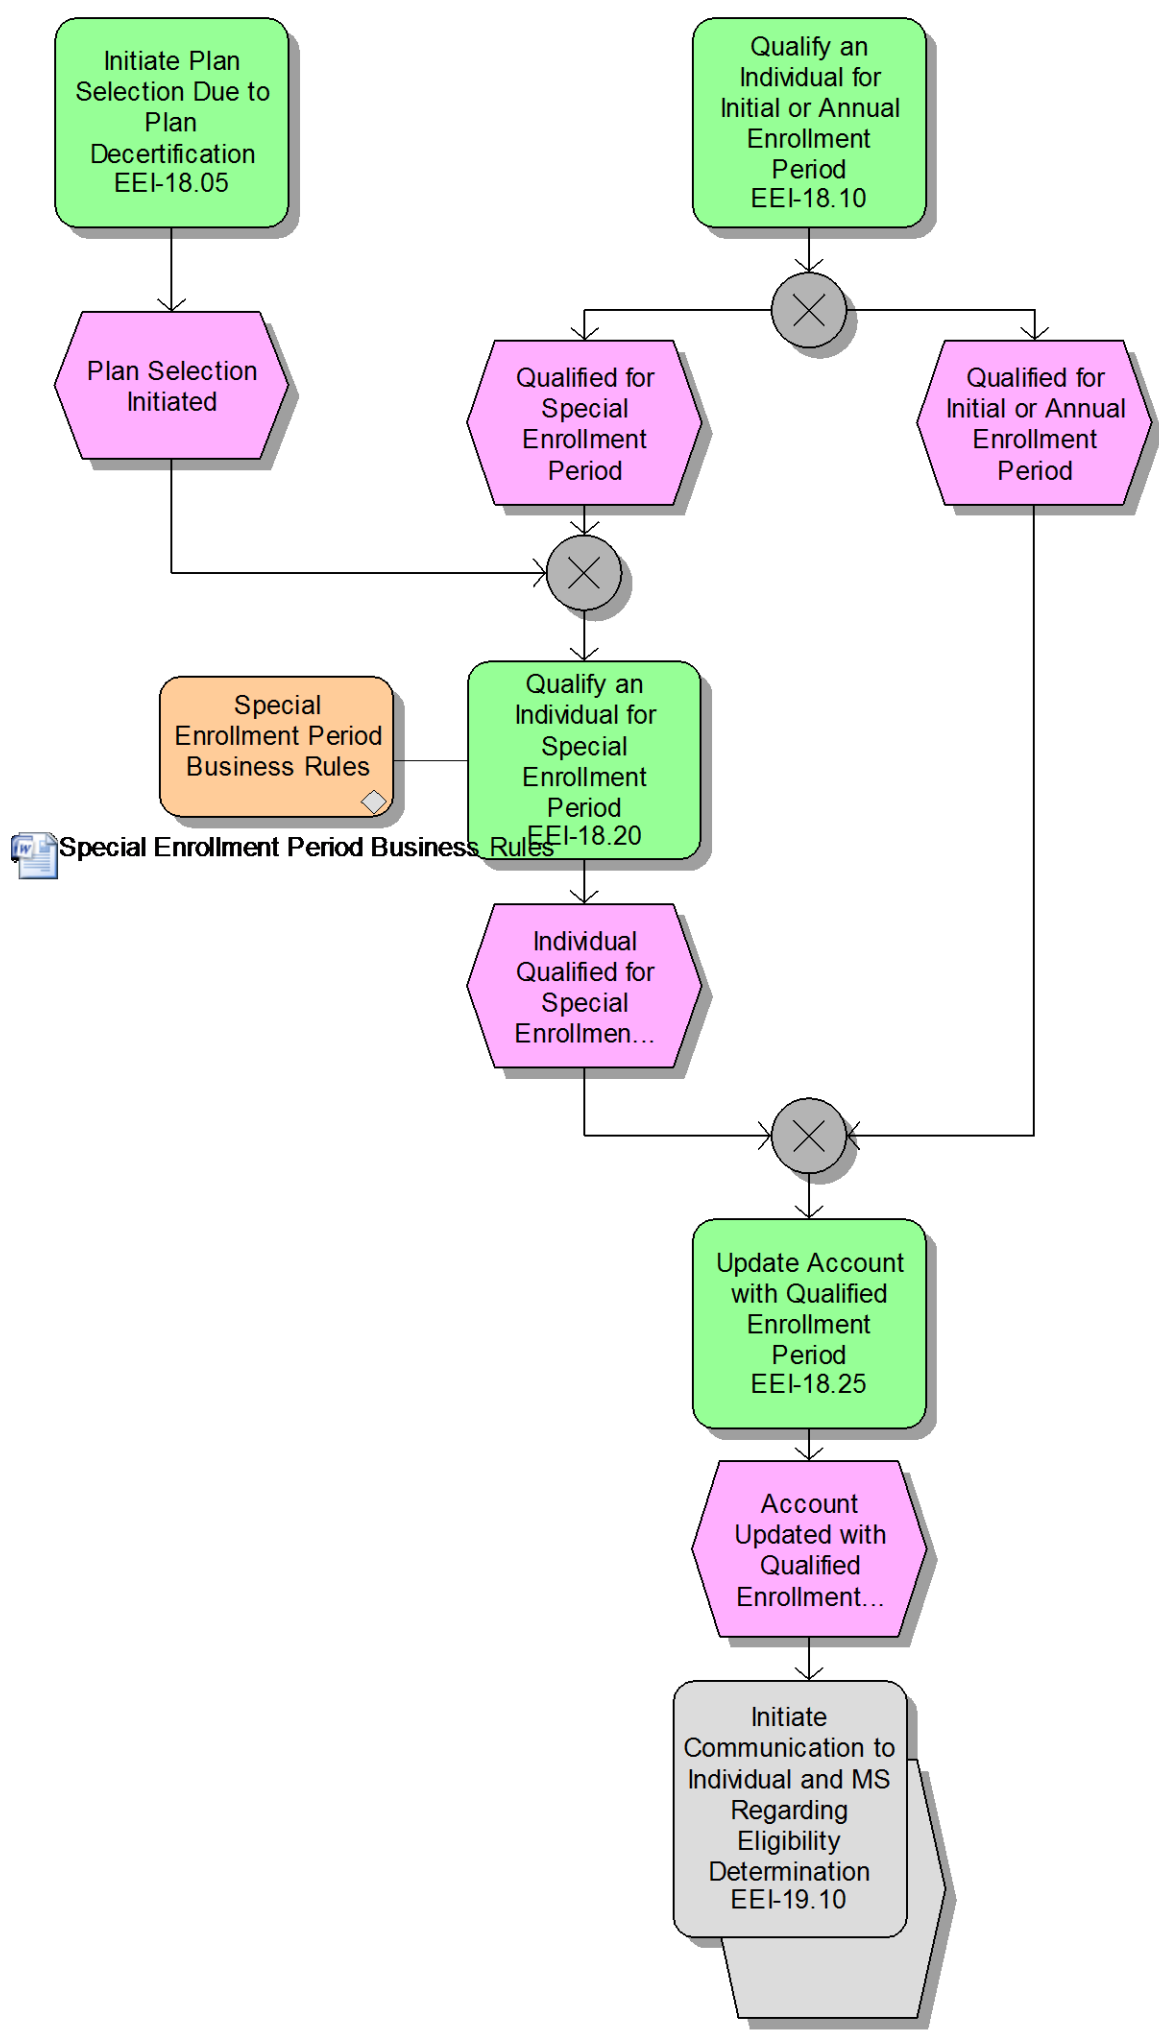 Initiate Plan
Selection Due to
Plan
Decertification
EEI-18.05
Qualify an
Individual for
Initial or Annual
Enrollment
Period
EEI-18.10
Plan Selection
Initiated
Qualified for
Special
Enrollment
Period
Qualified for
Initial or Annual
Enrollment
Period
Special
Enrollment Period
Business Rules
Qualify an
Individual for
Special
Enrollment
Period
EEI-18.20
Special Enrollment Period Business Rules
Individual
Qualified for
Special
Enrollmen...
Update Account
with Qualified
Enrollment
Period
EEI-18.25
Account
Updated with
Qualified
Enrollment...
Initiate
Communication to
Individual and MS
Regarding
Eligibility
Determination
EEI-19.10